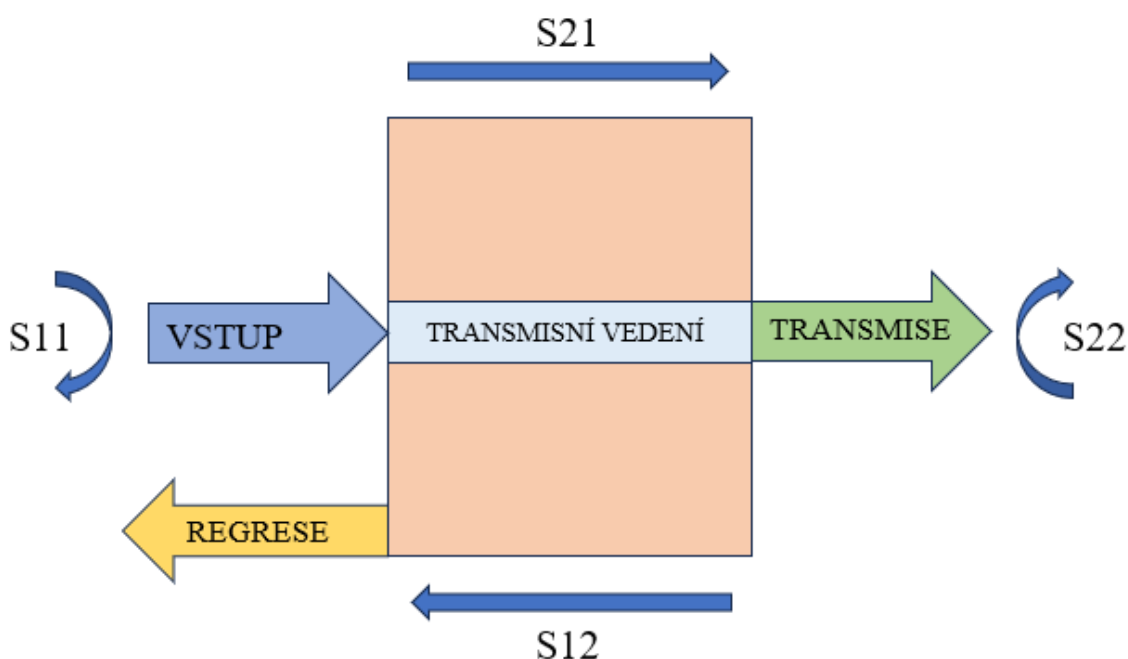 S21
S11
VSTUP
TRANSMISNÍ VEDENÍ
TRANSMISE
S22
REGRESE
S12